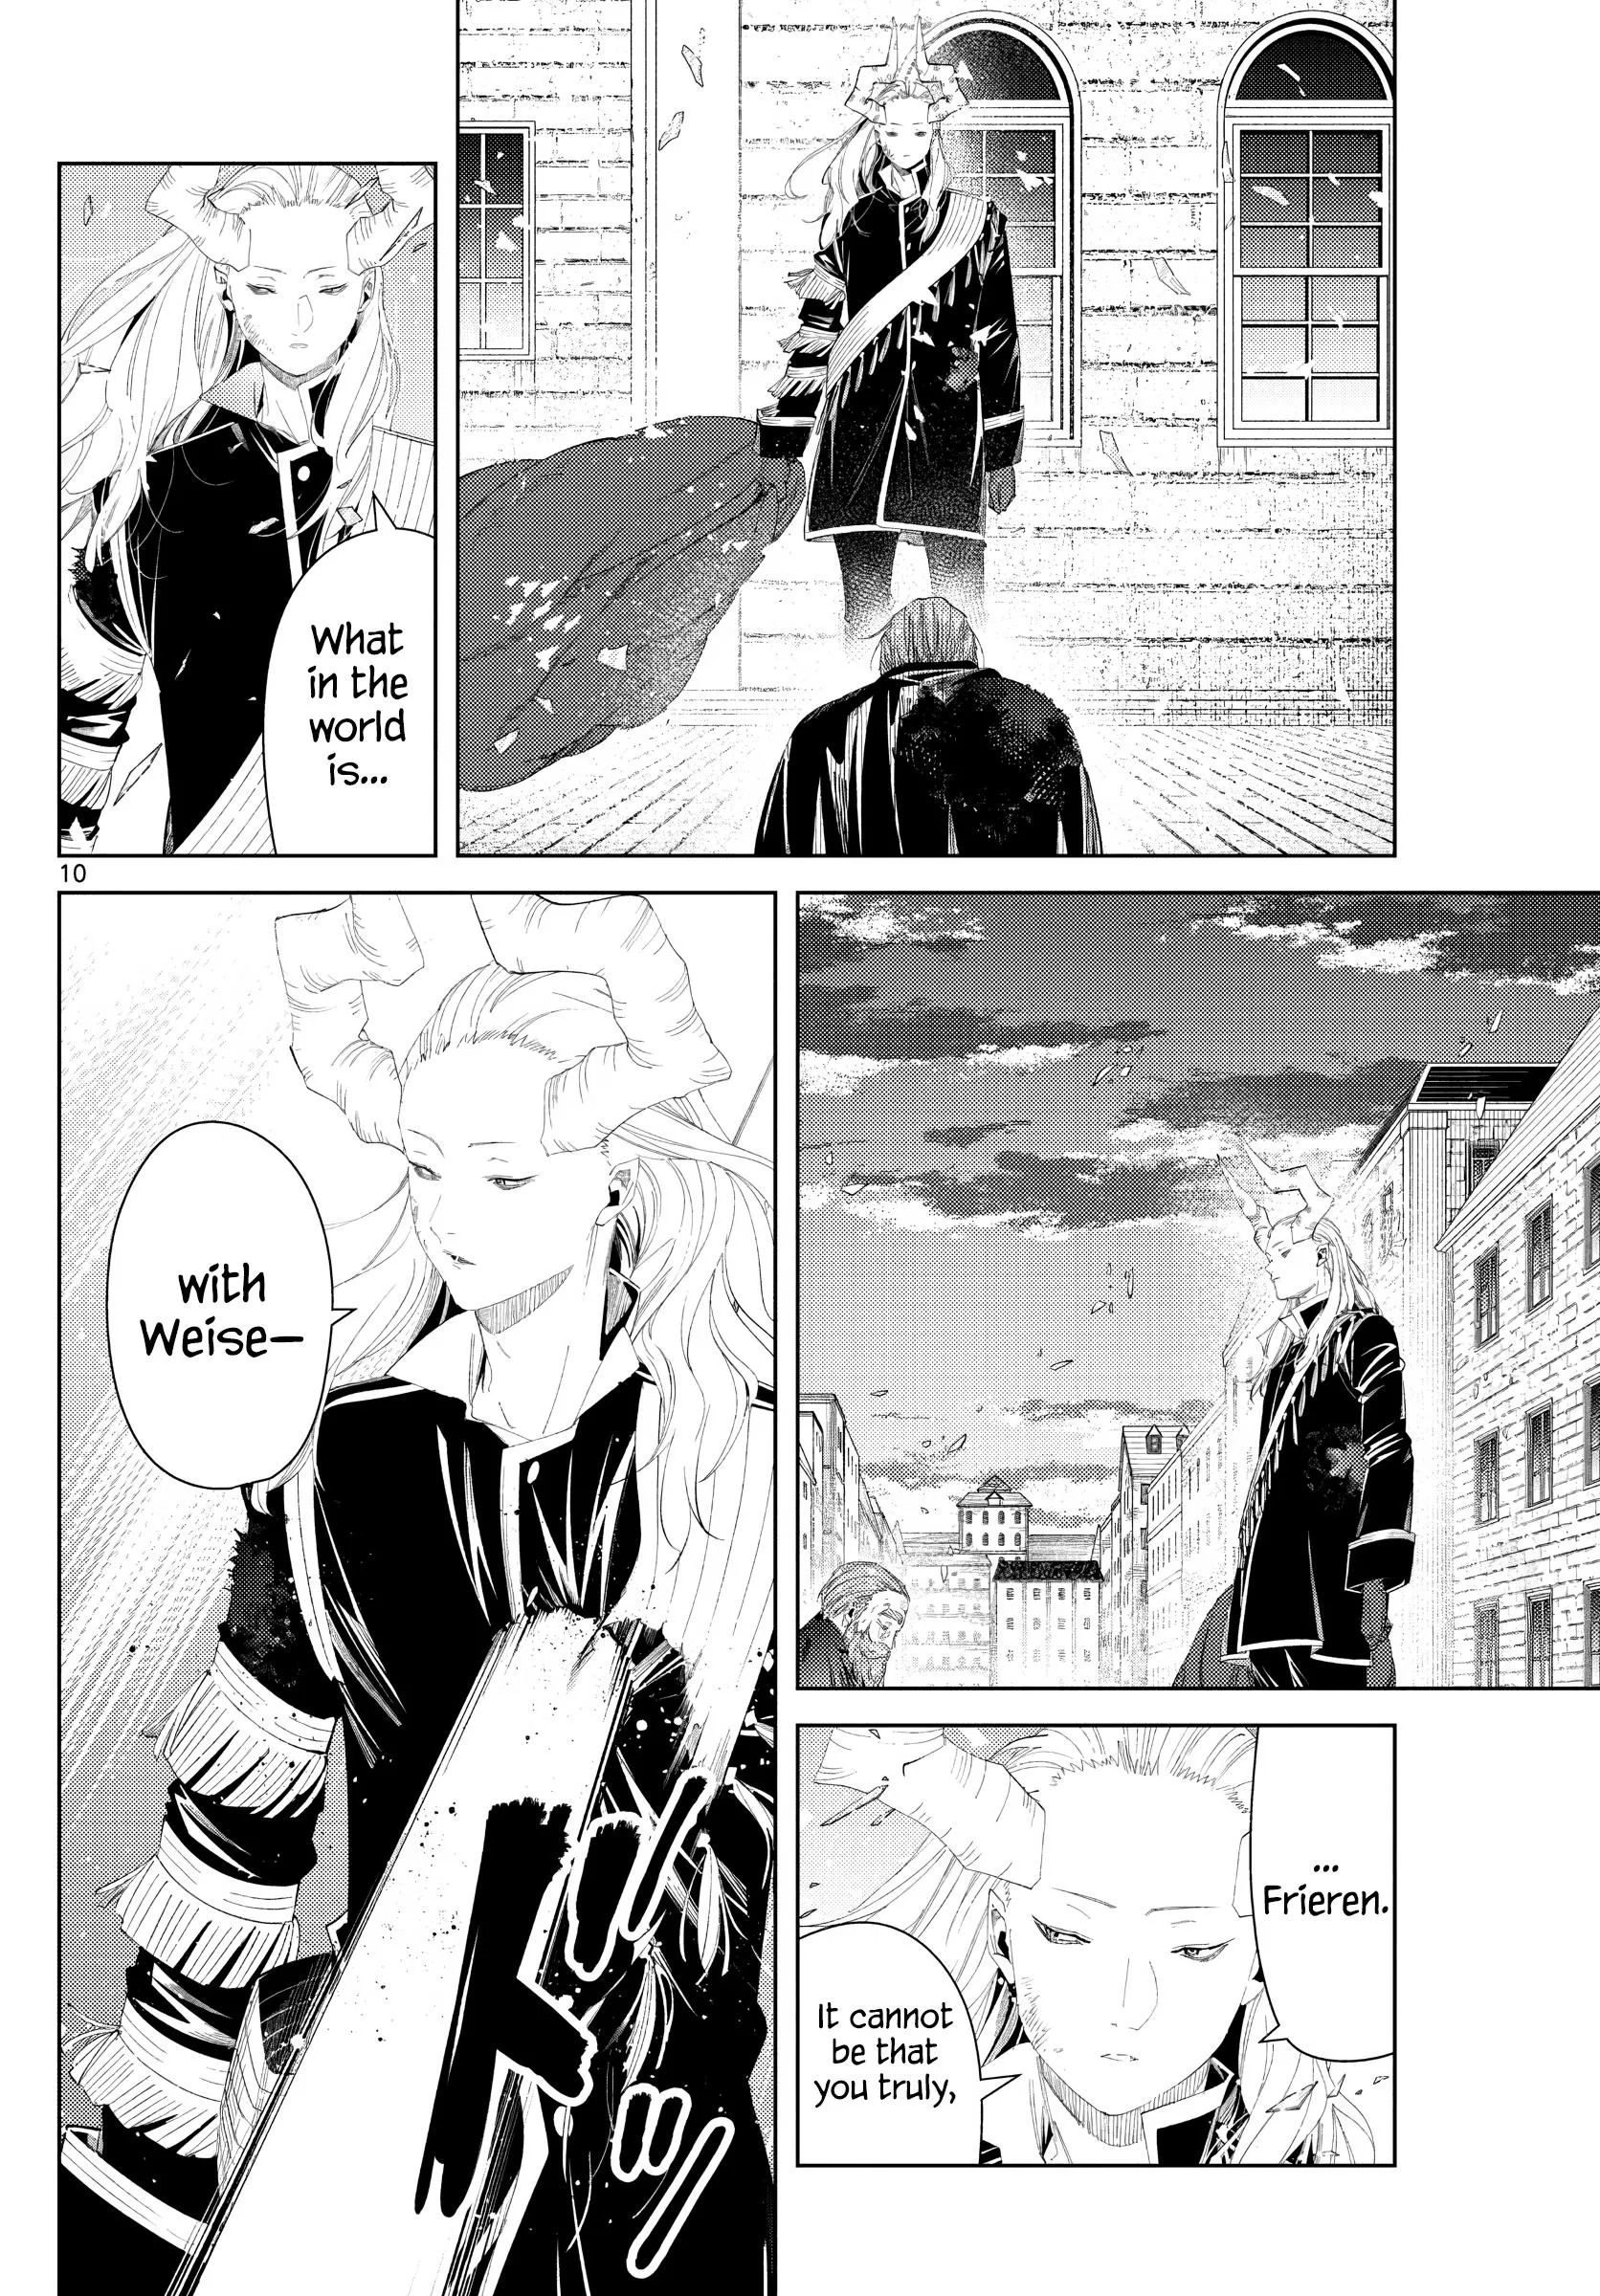 What
in the
world
is...
10
...
Frieren.
It cannot
be that
you truly,
with
Weise—